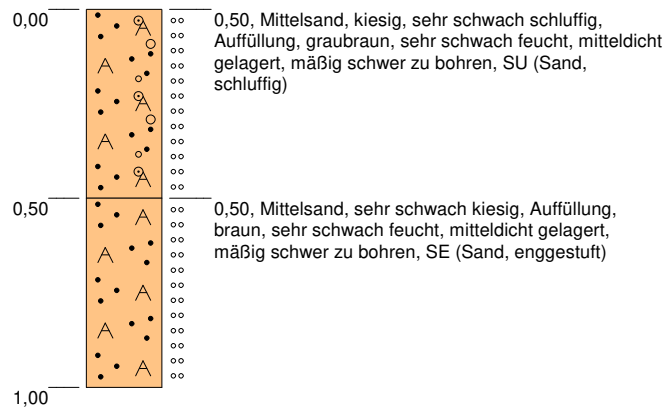 0,00
0,50, Mittelsand, kiesig, sehr schwach schluffig,
Auffüllung, graubraun, sehr schwach feucht, mitteldicht
gelagert, mäßig schwer zu bohren, SU (Sand,
schluffig)
A
A
A
A
A
0,50
0,50, Mittelsand, sehr schwach kiesig, Auffüllung,
braun, sehr schwach feucht, mitteldicht gelagert,
mäßig schwer zu bohren, SE (Sand, enggestuft)
A
A
A
A
A
1,00